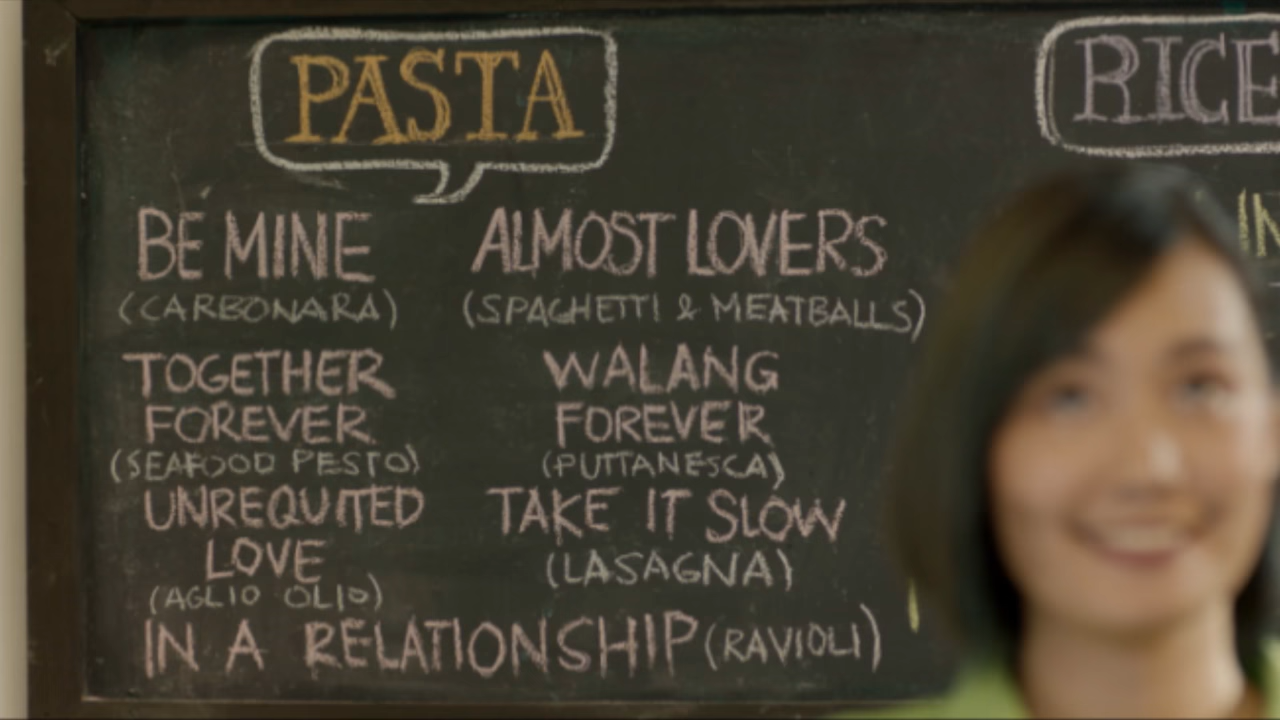 PASTA
RICE
BE MINE
(CARBONARA)
ALMOST LOVERS
(SPAGHETTI & MEATBALLS)
TOGETHER
FOREVER
(SEAFOOD PESTO)
WALANG
FOREVER
(PUTTANESCA)
UNREQUITED
LOVE
(AGLIO OLIO)
TAKE IT SLOW
(LASAGNA)
IN A RELATIONSHIP (RAVIOLI)